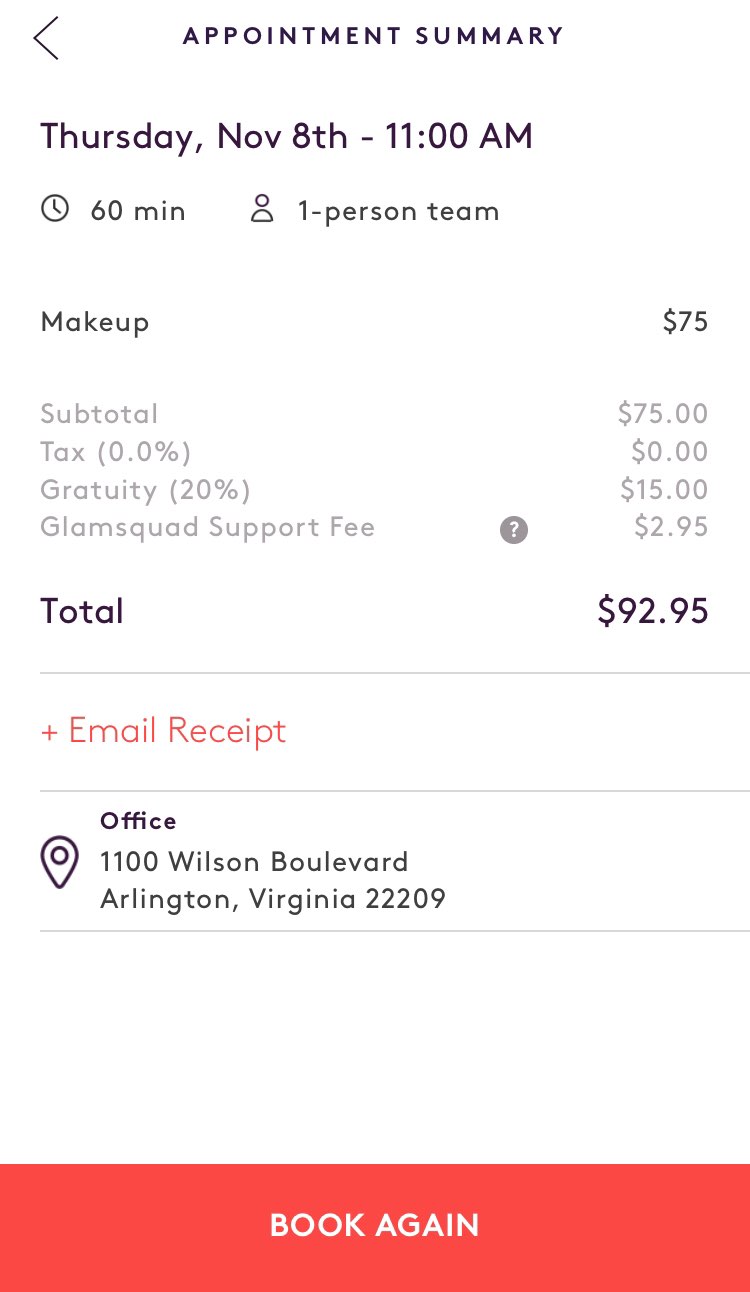 APPOINTMENT SUMMARY
Thursday, Nov 8th - 11:00 AM
60 min 1-person team
Makeup $75
Subtotal $75.00
Tax (0.0%) $0.00
Gratuity (20%) $15.00
Glamsquad Support Fee ? $2.95
Total $92.95
+ Email Receipt
Office
1100 Wilson Boulevard
Arlington, Virginia 22209
BOOK AGAIN